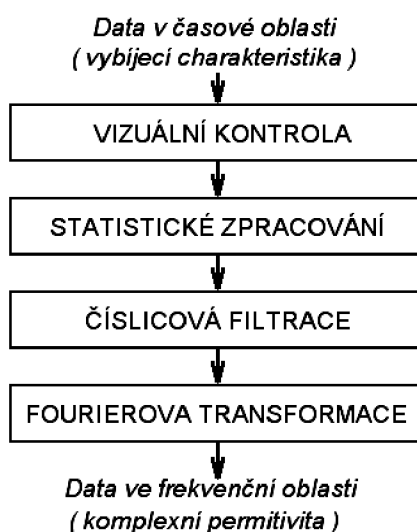 Data v časové oblasti
( vybíjecí charakteristika )
VIZUÁLNÍ KONTROLA
STATISTICKÉ ZPRACOVÁNÍ
ČÍSLICOVÁ FILTRACE
FOURIEROVA TRANSFORMACE
Data ve frekvenční oblasti
( komplexní permitivita )